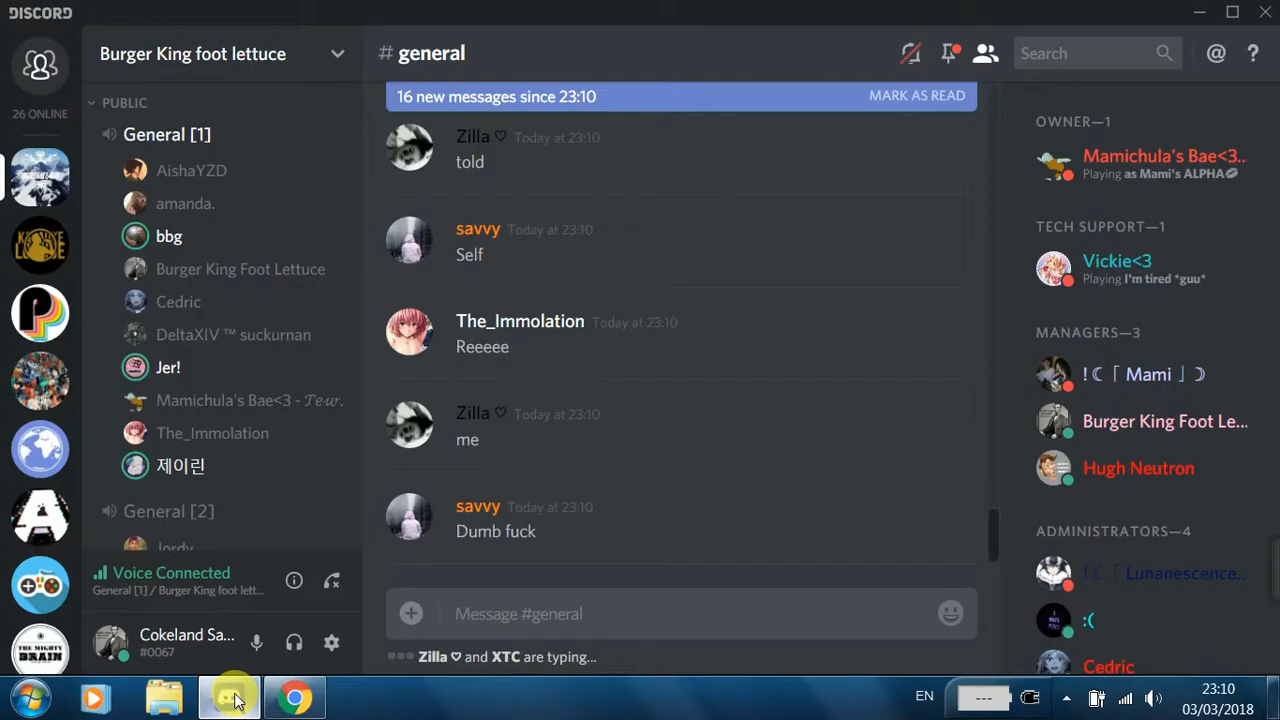 DISCORD
26 ONLINE
THE MIGHTY
BRAIN
Burger King foot lettuce
PUBLIC
General [1]
AishaYZD
amanda.
bbg
Burger King Foot Lettuce
Cedric
DeltaXIV ™ suckurnan
Jer!
Mamichula's Bae<3 - 𝒯𝑒𝓌.
The_Immolation
제이린
General [2]
Jordy
Voice Connected
General [1] / Burger King foot lett...
Cokeland Sa...
#0067
# general
Search
@
?
16 new messages since 23:10
MARK AS READ
Zilla ♡ Today at 23:10
told
savvy Today at 23:10
Self
The_Immolation Today at 23:10
Reeeee
Zilla ♡ Today at 23:10
me
savvy Today at 23:10
Dumb fuck
Message #general
Zilla ♡ and XTC are typing...
OWNER—1
Mamichula's Bae<3...
Playing as Mami's ALPHA💋
TECH SUPPORT—1
Vickie<3
Playing I'm tired *guu*
MANAGERS—3
! ☾「 Mami 」☽
Burger King Foot Le...
Hugh Neutron
ADMINISTRATORS—4
! ☾「 Lunanescence..
:(
Cedric
EN
---
23:10
03/03/2018